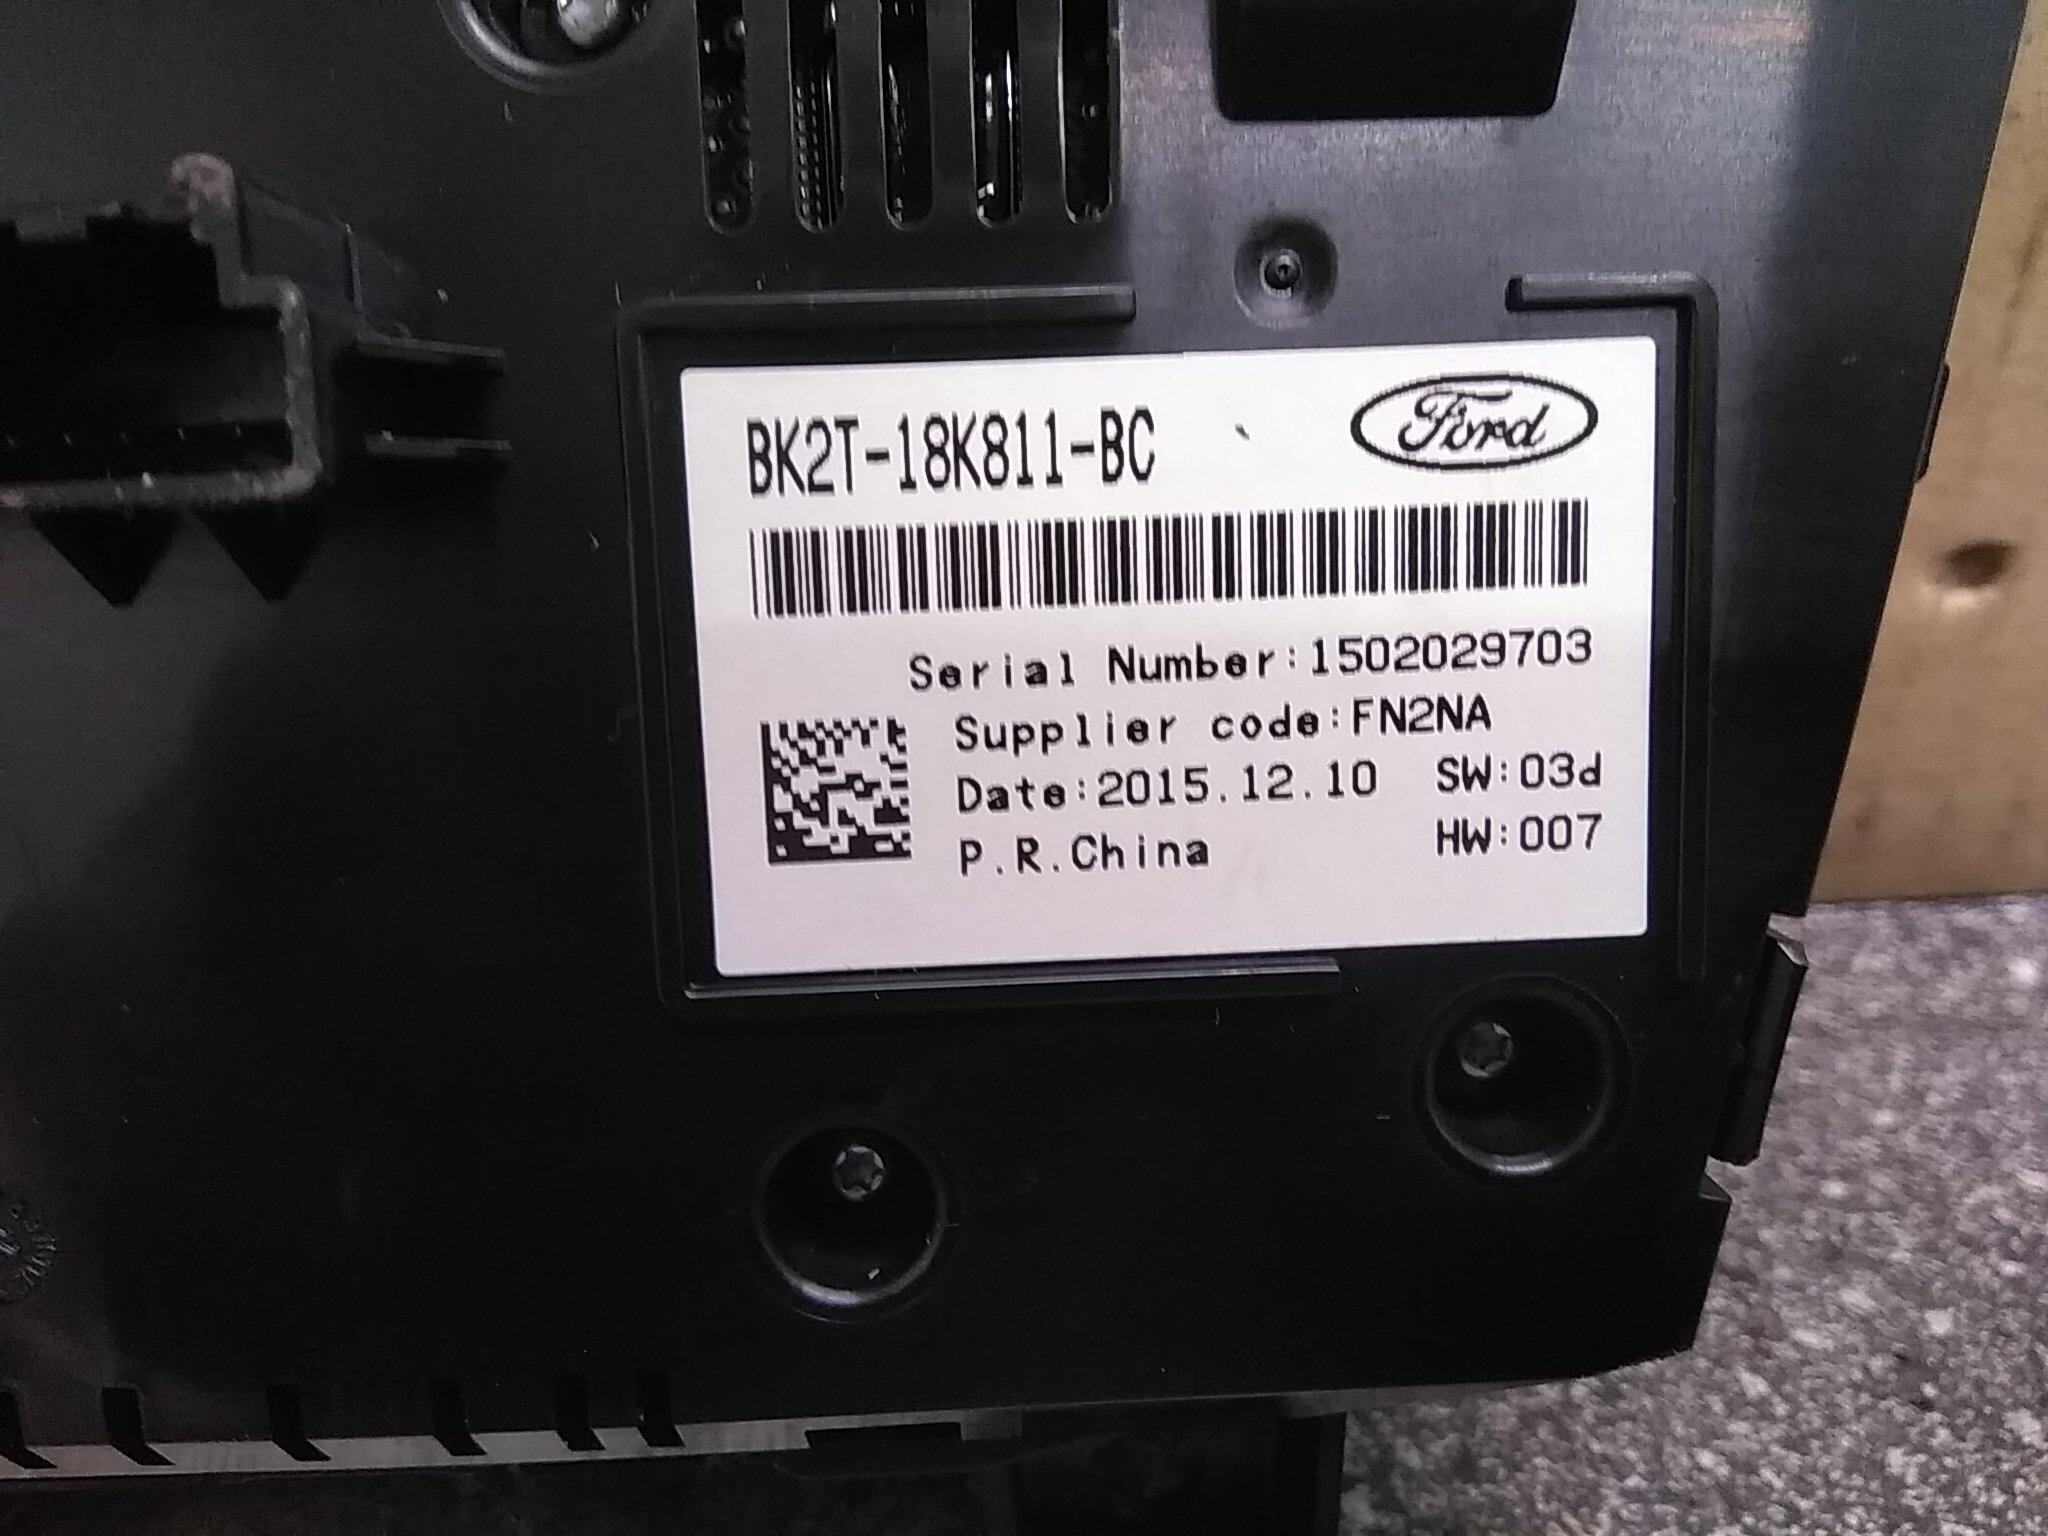 BK2T-18K811-BC
Ford
Serial Number:1502029703
Supplier code:FN2NA
Date:2015.12.10 SW:03d
P.R.China HW:007